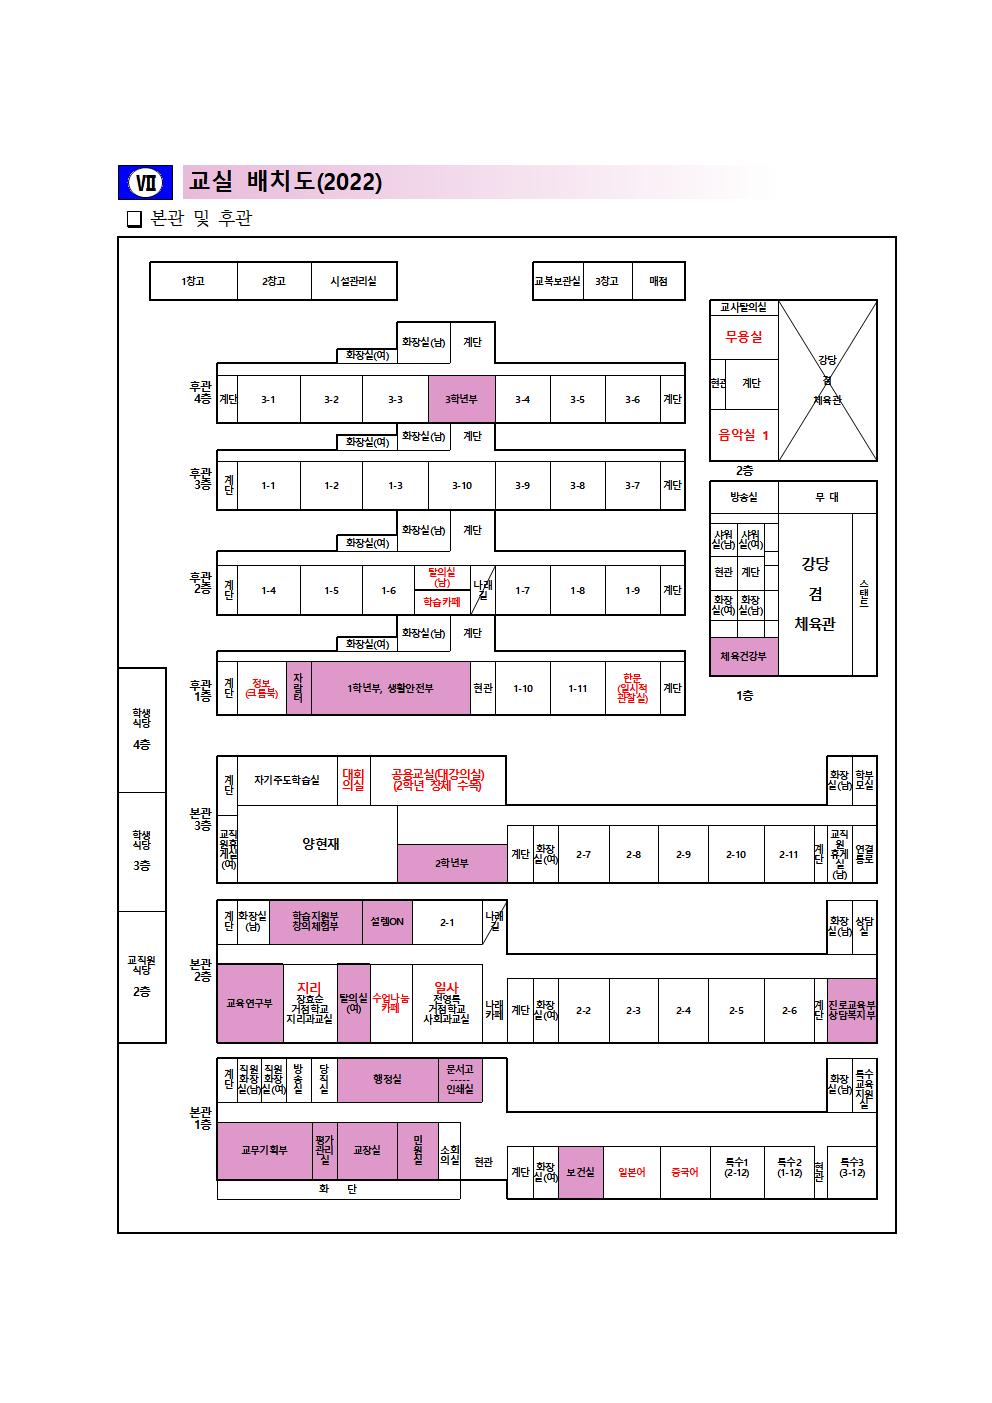 Ⅶ 교실 배치도(2022)
❏ 본관 및 후관
1창고 2창고 시설관리실
교복보관실 3창고 매점
교사탈의실
무용실
현관 계단
음악실 1
강당
겸
체육관
2층
화장실(여) 화장실(남) 계단
후관
4층
계단 3-1 3-2 3-3 3학년부 3-4 3-5 3-6 계단
화장실(여) 화장실(남) 계단
후관
3층
계단 1-1 1-2 1-3 3-10 3-9 3-8 3-7 계단
방송실 무 대
샤워실(남) 샤워실(여)
현관 계단
화장실(여) 화장실(남)
체육건강부
강당
겸
체육관
스탠드
1층
화장실(여) 화장실(남) 계단
후관
2층
계단 1-4 1-5 1-6 탈의실(남) 학습카페 나래길 1-7 1-8 1-9 계단
화장실(여) 화장실(남) 계단
후관
1층
계단 정보(크롬북) 자람터 1학년부, 생활안전부 현관 1-10 1-11 한문(일시적관찰실) 계단
학생
식당
4층
학생
식당
3층
교직원
식당
2층
본관
3층
계단 자기주도학습실 대회의실 공용교실(대강의실)
(2학년 장체 수목)
화장실(남) 학부모실
교직원휴게실(여) 양현재 2학년부 계단 화장실(여) 2-7 2-8 2-9 2-10 2-11 계단 교직원휴게실(남) 연결통로
본관
2층
계단 화장실(남) 학습지원부
창의체험부 설렘ON 2-1 나래길 화장실(남) 상담실
교육연구부 지리
장효순
거점학교
지리과교실
탈의실(여) 수업나눔카페 일사
전영특
거점학교
사회과교실
나래카페 계단 화장실(여) 2-2 2-3 2-4 2-5 2-6 계단 진로교육부
상담복지부
본관
1층
계단 직원화장실(남) 직원화장실(여) 방송실 당직실 행정실 문서고
-----
인쇄실
화장실(남) 특수교육지원실
교무기획부 평가관리실 교장실 민원실 소회의실 현관 계단 화장실(여) 보건실 일본어 중국어 특수1
(2-12)
특수2
(1-12)
현관 특수3
(3-12)
화 단